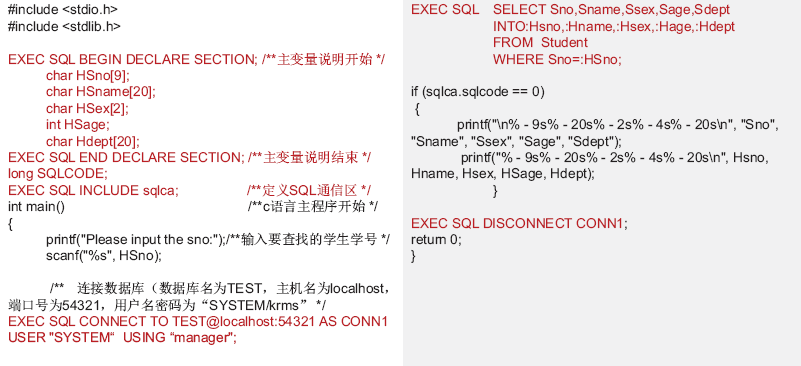 #include <stdio.h>
#include <stdlib.h>
EXEC SQL BEGIN DECLARE SECTION; /**主变量说明开始 */
char HSno[9];
char HSname[20];
char HSex[2];
int HSage;
char Hdept[20];
EXEC SQL END DECLARE SECTION; /**主变量说明结束 */
long SQLCODE;
EXEC SQL INCLUDE sqlca; /**定义SQL通信区 */
int main() /**c语言主程序开始 */
{
printf("Please input the sno:");/**输入要查找的学生学号 */
scanf("%s", HSno);
/** 连接数据库（数据库名为TEST，主机名为localhost，
端口号为54321，用户名密码为“SYSTEM/krms” */
EXEC SQL CONNECT TO TEST@localhost:54321 AS CONN1
USER "SYSTEM“ USING “manager";
EXEC SQL SELECT Sno,Sname,Ssex,Sage,Sdept
INTO:Hsno,:Hname,:Hsex,:Hage,:Hdept
FROM Student
WHERE Sno=:HSno;
if (sqlca.sqlcode == 0)
{
printf("\n% - 9s% - 20s% - 2s% - 4s% - 20s\n", "Sno",
"Sname", "Ssex", "Sage", "Sdept");
printf("% - 9s% - 20s% - 2s% - 4s% - 20s\n", Hsno,
Hname, Hsex, HSage, Hdept);
}
EXEC SQL DISCONNECT CONN1;
return 0;
}